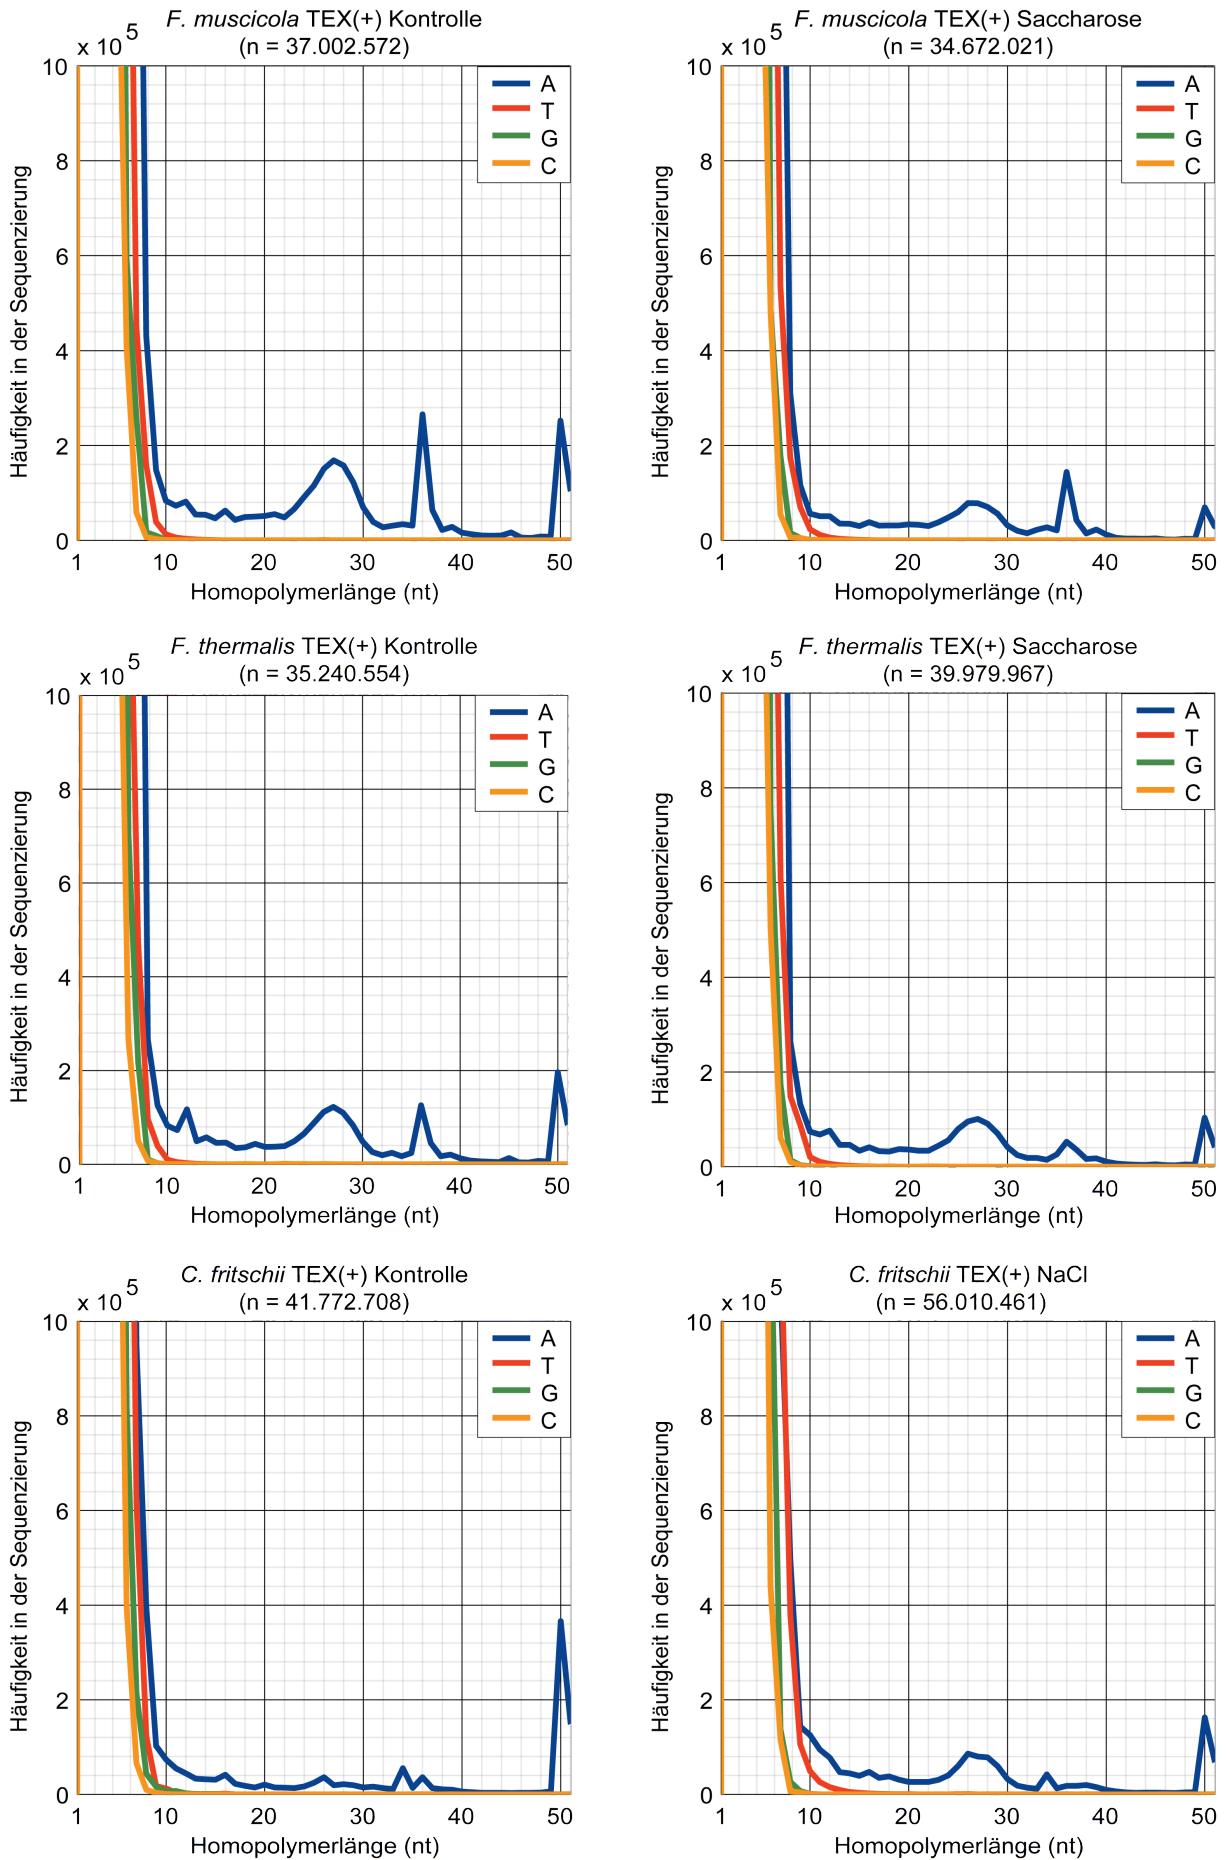 F. muscicola TEX(+) Kontrolle
(n = 37.002.572)
x 10 5
10
8
6
4
2
0
A
T
G
C
Häufigkeit in der Sequenzierung
1 10 20 30 40 50
Homopolymerlänge (nt)
F. muscicola TEX(+) Saccharose
(n = 34.672.021)
x 10 5
10
8
6
4
2
0
A
T
G
C
Häufigkeit in der Sequenzierung
1 10 20 30 40 50
Homopolymerlänge (nt)
F. thermalis TEX(+) Kontrolle
(n = 35.240.554)
x 10 5
10
8
6
4
2
0
A
T
G
C
Häufigkeit in der Sequenzierung
1 10 20 30 40 50
Homopolymerlänge (nt)
F. thermalis TEX(+) Saccharose
(n = 39.979.967)
x 10 5
10
8
6
4
2
0
A
T
G
C
Häufigkeit in der Sequenzierung
1 10 20 30 40 50
Homopolymerlänge (nt)
C. fritschii TEX(+) Kontrolle
(n = 41.772.708)
x 10 5
10
8
6
4
2
0
A
T
G
C
Häufigkeit in der Sequenzierung
1 10 20 30 40 50
Homopolymerlänge (nt)
C. fritschii TEX(+) NaCl
(n = 56.010.461)
x 10 5
10
8
6
4
2
0
A
T
G
C
Häufigkeit in der Sequenzierung
1 10 20 30 40 50
Homopolymerlänge (nt)